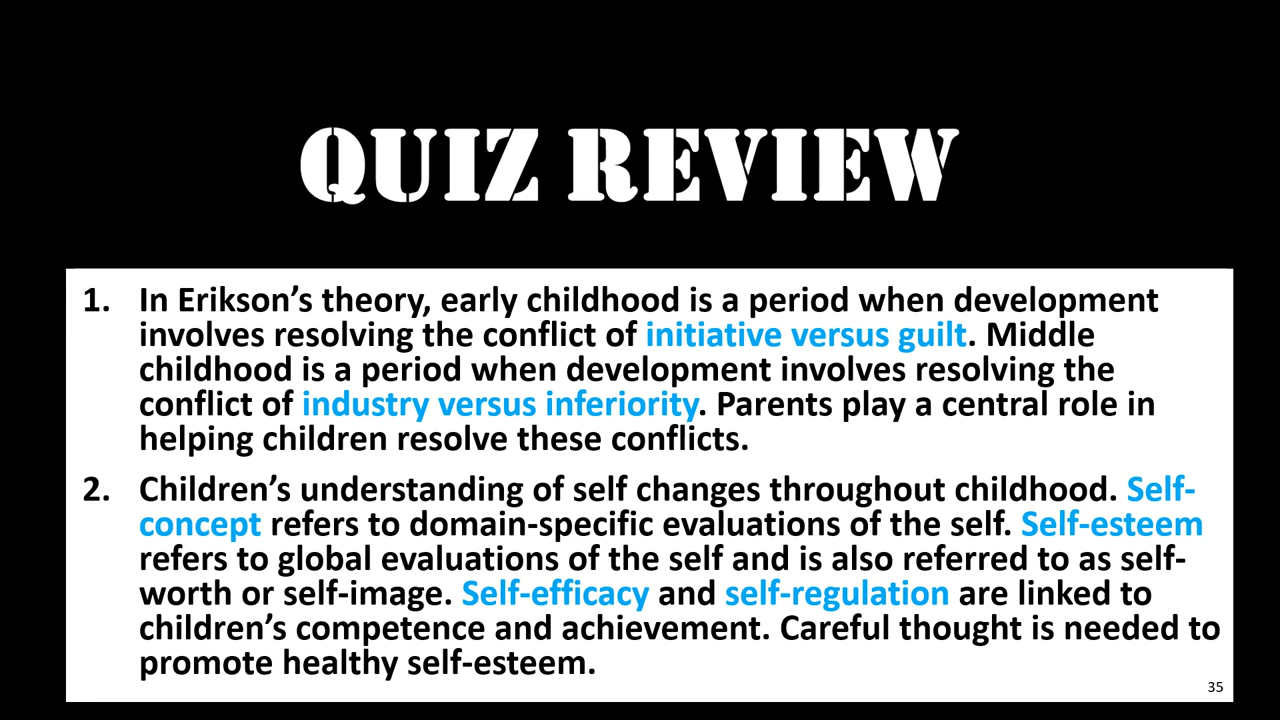 QUIZ REVIEW
1. In Erikson’s theory, early childhood is a period when development
involves resolving the conflict of initiative versus guilt. Middle
childhood is a period when development involves resolving the
conflict of industry versus inferiority. Parents play a central role in
helping children resolve these conflicts.
2. Children’s understanding of self changes throughout childhood. Self-
concept refers to domain-specific evaluations of the self. Self-esteem
refers to global evaluations of the self and is also referred to as self-
worth or self-image. Self-efficacy and self-regulation are linked to
children’s competence and achievement. Careful thought is needed to
promote healthy self-esteem.
35